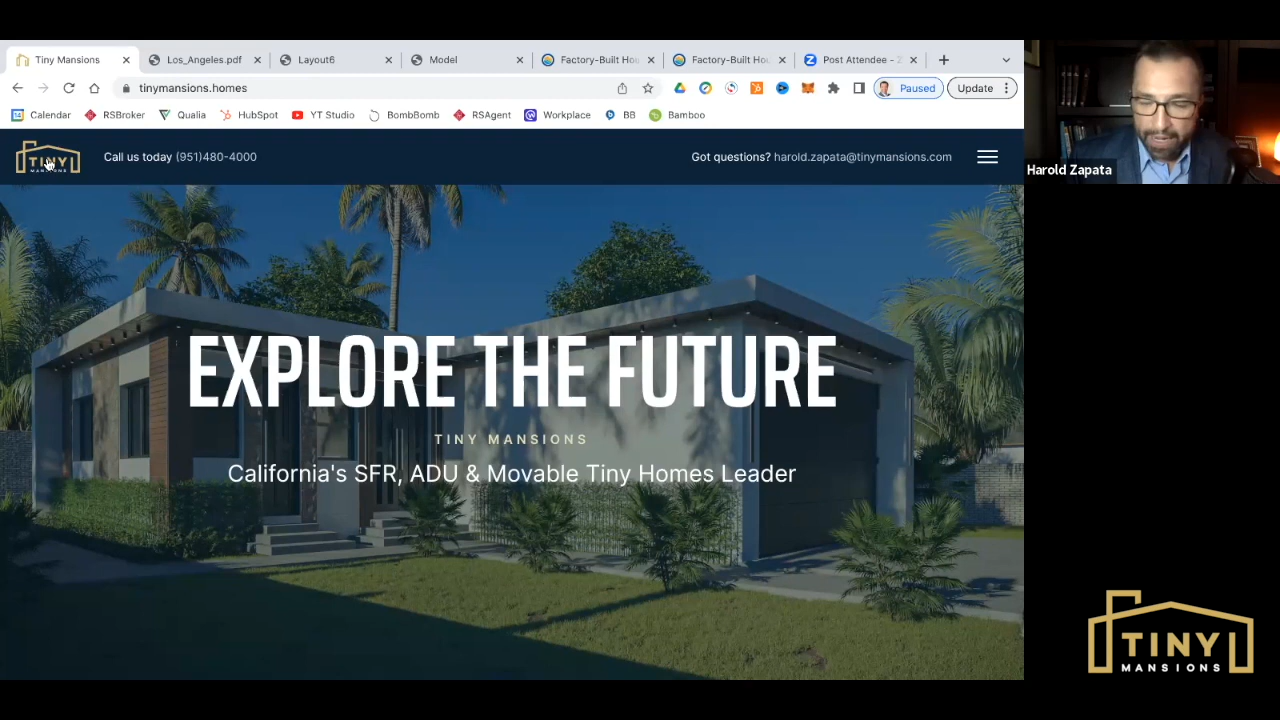 Tiny Mansions
Los_Angeles.pdf
Layout6
Model
Factory-Built Hou
Factory-Built Hou
Post Attendee - Z
tinymansions.homes
Paused
Update
Calendar
RSBroker
Qualia
HubSpot
YT Studio
BombBomb
RSAgent
Workplace
BB
Bamboo
TINY
MANSIONS
Call us today (951)480-4000
Got questions? harold.zapata@tinymansions.com
Harold Zapata
EXPLORE THE FUTURE
TINY MANSIONS
California's SFR, ADU & Movable Tiny Homes Leader
TINY
MANSIONS